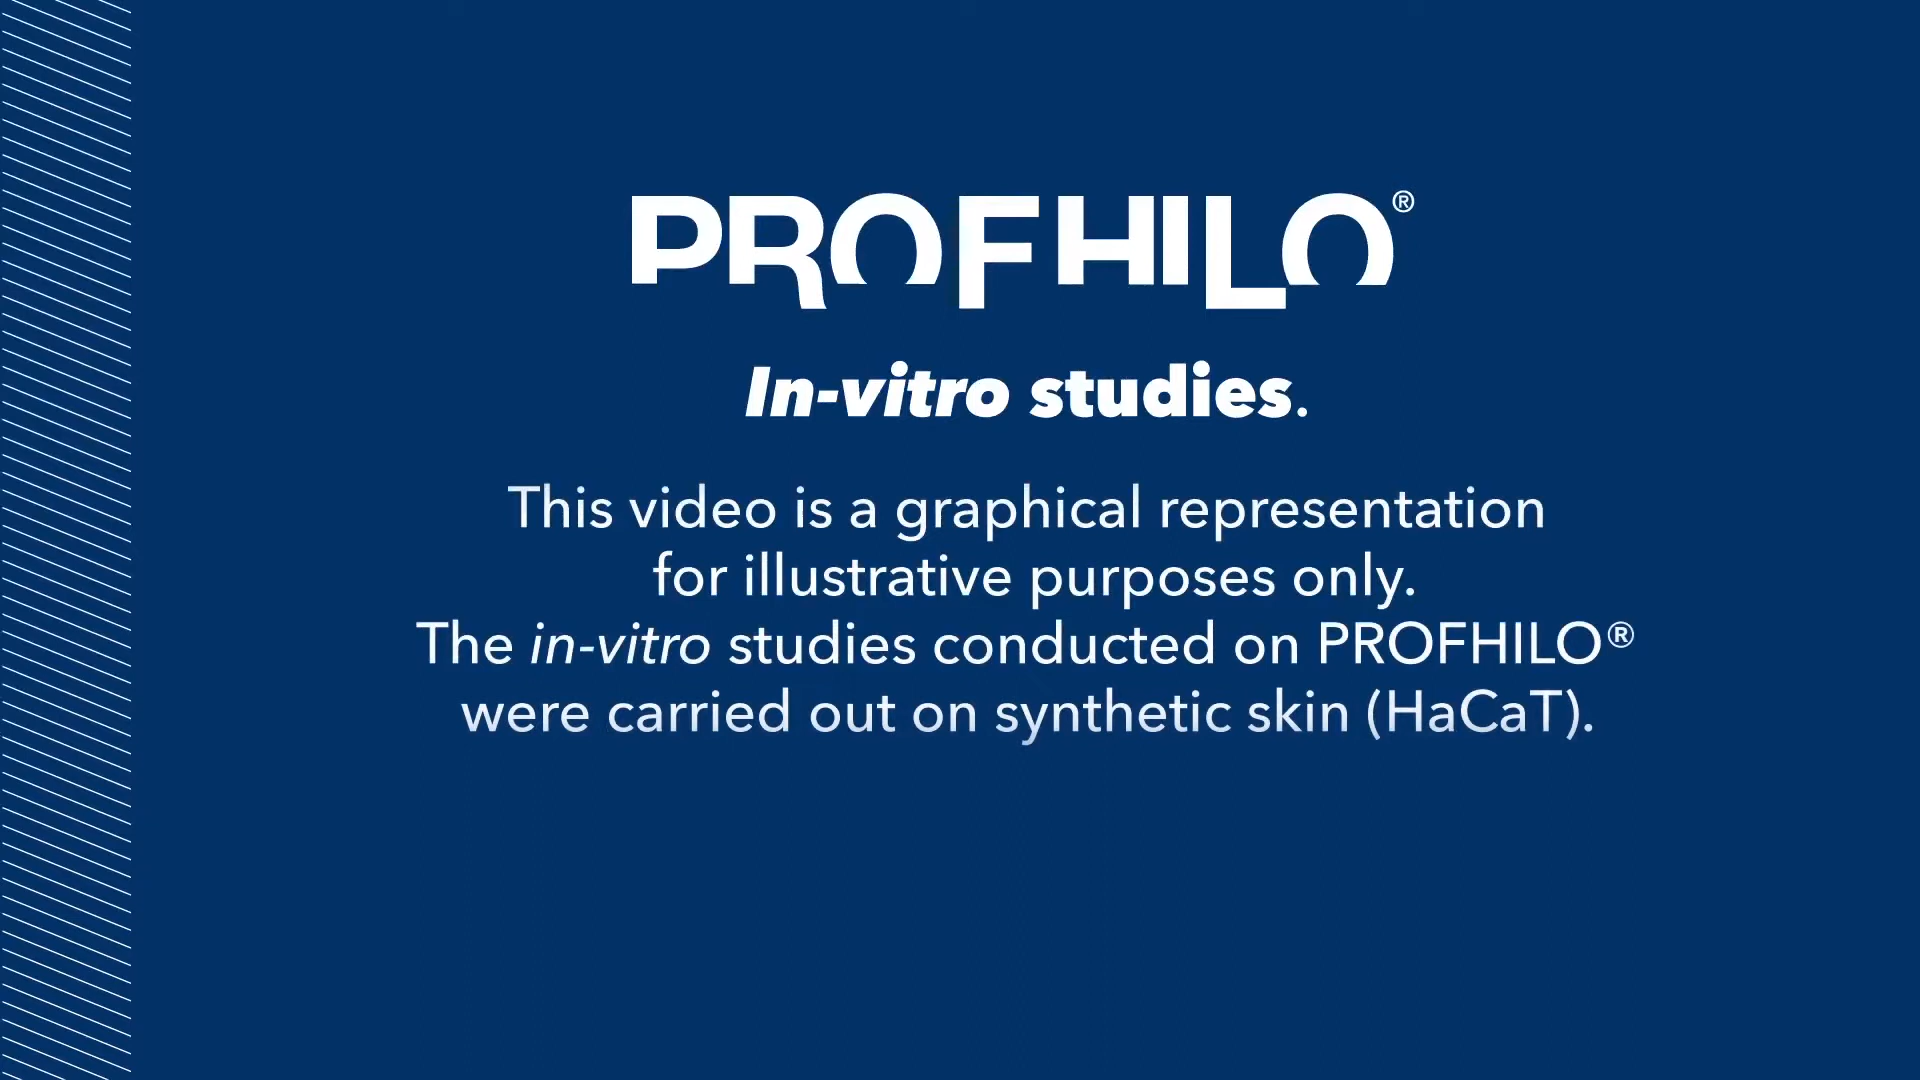 PROFHILO®
In-vitro studies.
This video is a graphical representation
for illustrative purposes only.
The in-vitro studies conducted on PROFHILO®
were carried out on synthetic skin (HaCaT).